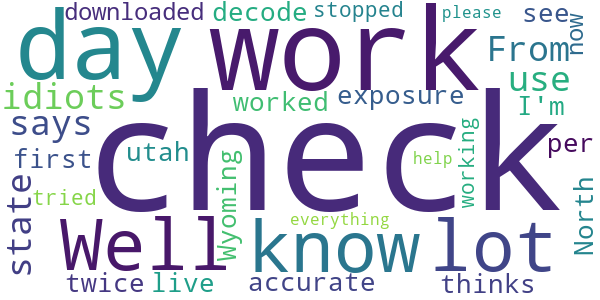 downloaded decode stopped please see now
day work From
idiots worked exposure use I'm
says check per
first utah Wyoming help working
state tried everything North
Well know lot
twice live accurate thinks